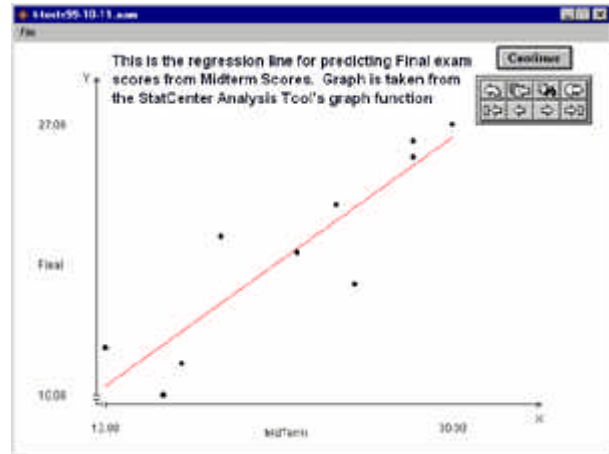 File
This is the regression line for predicting Final exam
scores from Midterm Scores. Graph is taken from
the StatCenter Analysis Tool's graph function
Continue
Y
27.00
Final
10.00
12.00
MidTerm
30.00
X